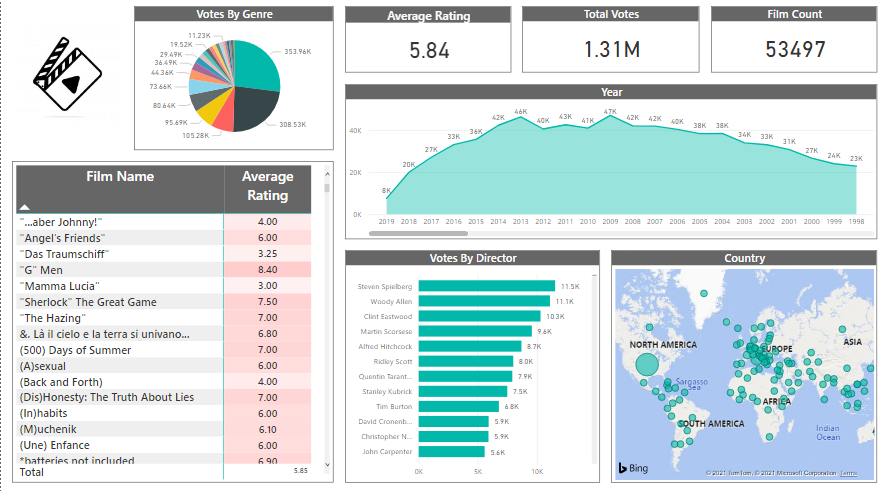 Votes By Genre
11.23K
19.52K
29.49K
36.49K
44.36K
73.66K
80.64K
95.69K
105.28K
308.53K
353.96K
Average Rating
5.84
Total Votes
1.31M
Film Count
53497
Year
40K
20K
0K
8K 20K 27K 33K 36K 42K 46K 40K 43K 41K 47K 42K 42K 40K 38K 38K 34K 33K 31K 27K 24K 23K
2019 2018 2017 2016 2015 2014 2013 2012 2011 2010 2009 2008 2007 2006 2005 2004 2003 2002 2001 2000 1999 1998
Film Name Average Rating
"...aber Johnny!" 4.00
"Angel's Friends" 6.00
"Das Traumschiff" 3.25
"G" Men 8.40
"Mamma Lucia" 3.00
"Sherlock" The Great Game 7.50
"The Hazing" 7.00
&. Là il cielo e la terra si univano... 6.80
(500) Days of Summer 7.00
(A)sexual 6.00
(Back and Forth) 4.00
(Dis)Honesty: The Truth About Lies 7.00
(In)habits 6.00
(M)uchenik 6.10
(Une) Enfance 6.00
*batteries not included 6.90
Total 5.85
Votes By Director
Steven Spielberg 11.5K
Woody Allen 11.1K
Clint Eastwood 10.3K
Martin Scorsese 9.6K
Alfred Hitchcock 8.7K
Ridley Scott 8.0K
Quentin Tarant... 7.9K
Stanley Kubrick 7.5K
Tim Burton 6.8K
David Cronenb... 5.9K
Christopher N... 5.9K
John Carpenter 5.6K
0K 5K 10K
Country
NORTH AMERICA
EUROPE
ASIA
Sargasso
Sea
AFRICA
SOUTH AMERICA
Indian
Ocean
Bing
© 2021 TomTom, © 2021 Microsoft Corporation Terms